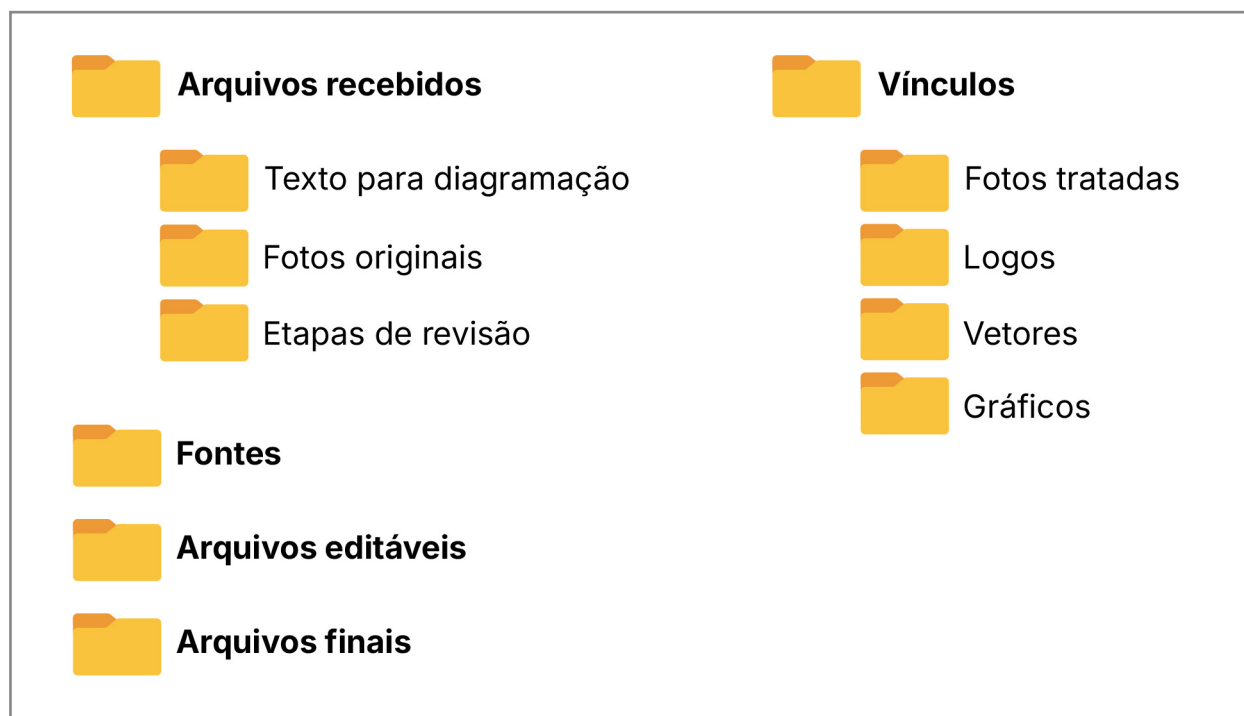 Arquivos recebidos
Texto para diagramação
Fotos originais
Etapas de revisão
Fontes
Arquivos editáveis
Arquivos finais
Vínculos
Fotos tratadas
Logos
Vetores
Gráficos